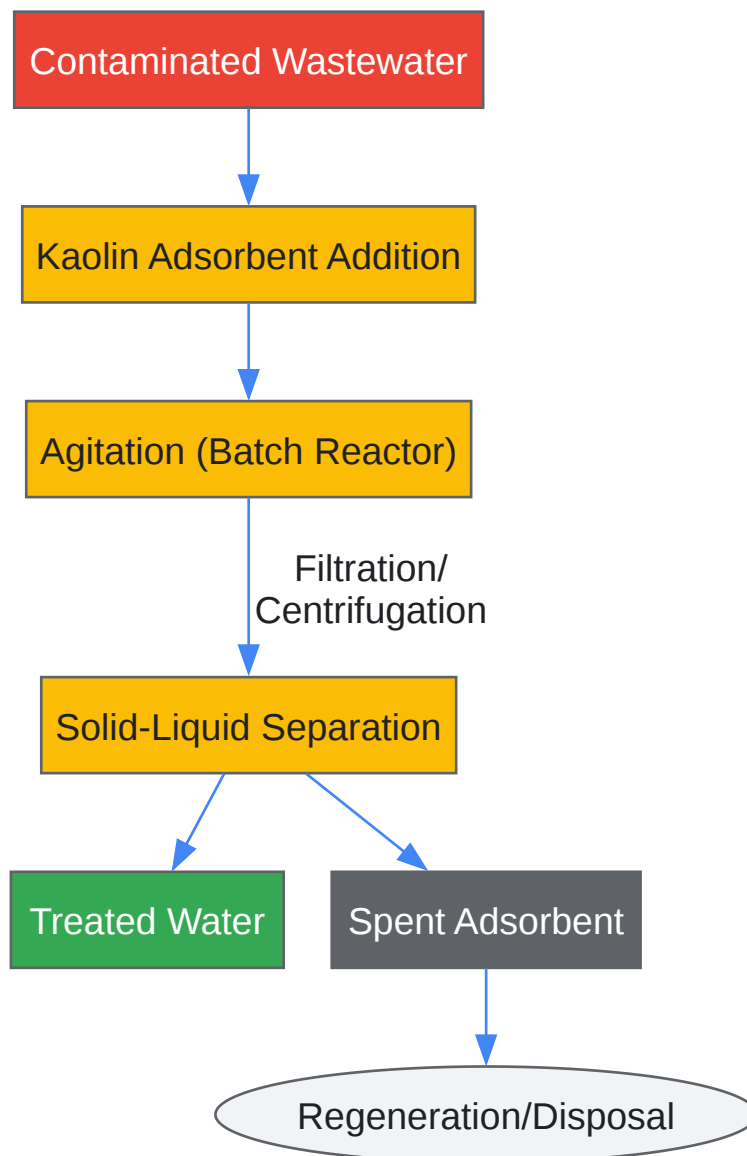 Contaminated Wastewater
Kaolin Adsorbent Addition
Agitation (Batch Reactor)
Filtration/
Centrifugation
Solid-Liquid Separation
Treated Water
Spent Adsorbent
Regeneration/Disposal